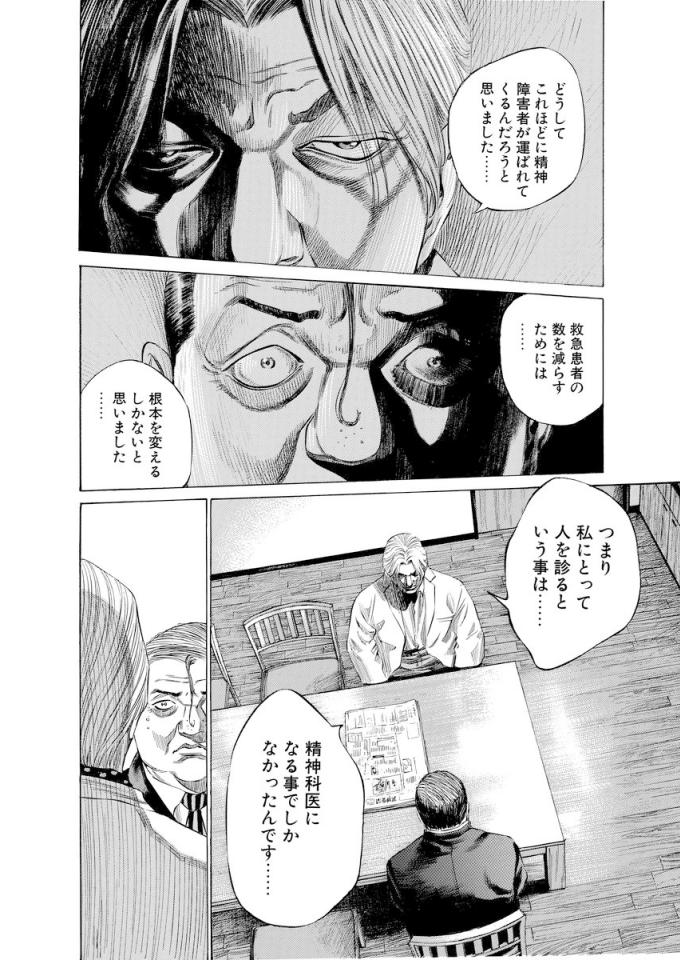 どうして
これほどに精神
障害者が運ばれて
くるんだろうと
思いました……
救急患者の
数を減らす
ためには
……
根本を変える
しかないと
思いました
……
つまり
私にとって
人を診ると
いう事は……
精神科医に
なる事でしか
なかったんです……